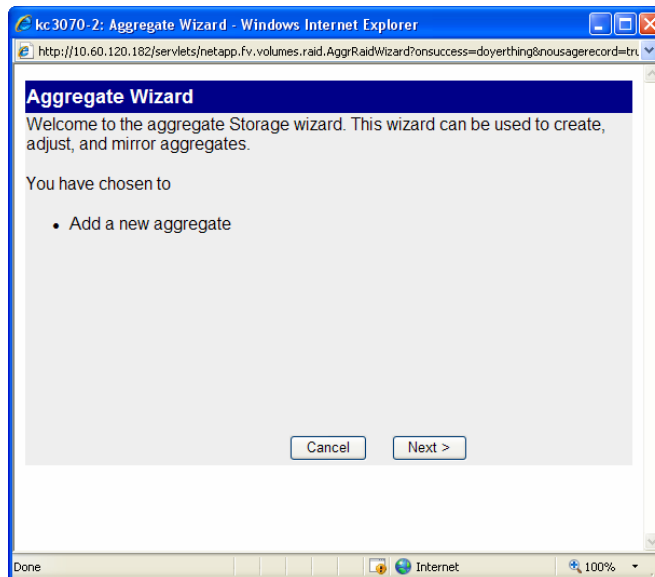 kc3070-2: Aggregate Wizard - Windows Internet Explorer
http://10.60.120.182/servlets/netapp.fv.volumes.raid.AggrRaidWizard?onsuccess=doyerthing&nousagerecord=tru
Aggregate Wizard
Welcome to the aggregate Storage wizard. This wizard can be used to create,
adjust, and mirror aggregates.
You have chosen to
• Add a new aggregate
Cancel Next >
Done Internet 100%